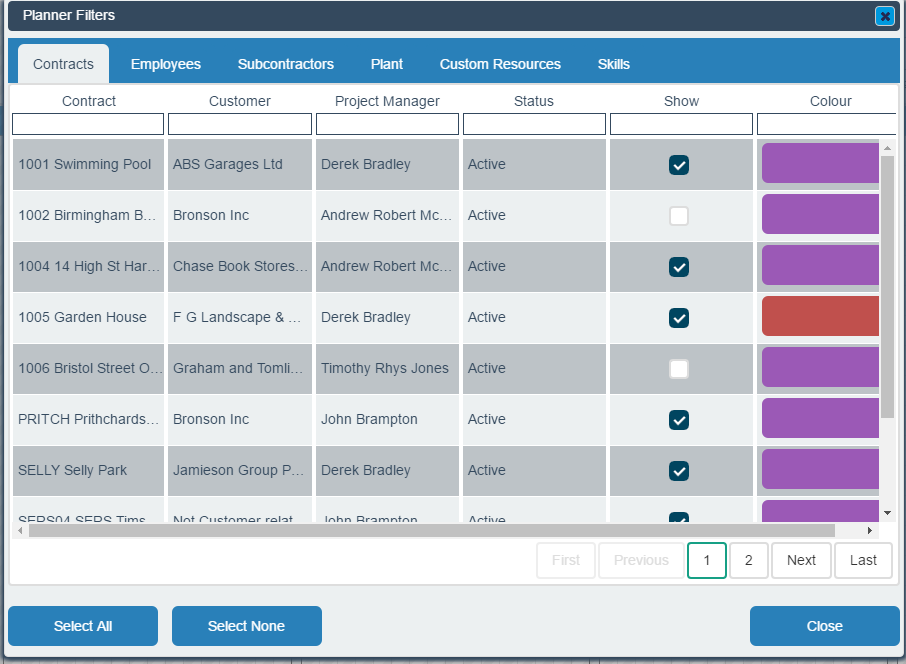 Planner Filters
Contracts Employees Subcontractors Plant Custom Resources Skills
Contract Customer Project Manager Status Show Colour
1001 Swimming Pool ABS Garages Ltd Derek Bradley Active
1002 Birmingham B... Bronson Inc Andrew Robert Mc... Active
1004 14 High St Har... Chase Book Stores... Andrew Robert Mc... Active
1005 Garden House F G Landscape & ... Derek Bradley Active
1006 Bristol Street O... Graham and Tomli... Timothy Rhys Jones Active
PRITCH Prithchards... Bronson Inc John Brampton Active
SELLY Selly Park Jamieson Group P... Derek Bradley Active
SERS04 SERS Tims... Not Customer relat... John Brampton Active
First Previous 1 2 Next Last
Select All Select None Close